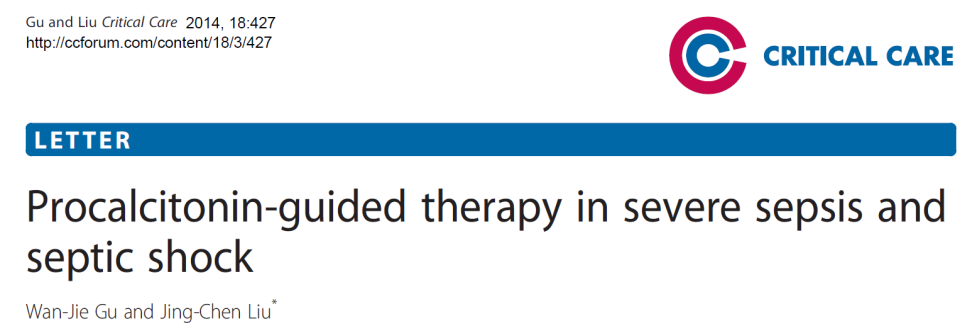 Gu and Liu Critical Care 2014, 18:427
http://ccforum.com/content/18/3/427
CRITICAL CARE
LETTER
Procalcitonin-guided therapy in severe sepsis and
septic shock
Wan-Jie Gu and Jing-Chen Liu*